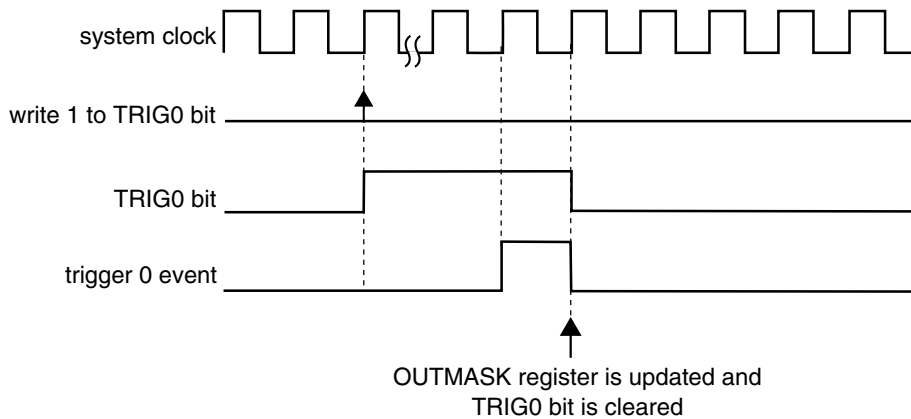 system clock
write 1 to TRIG0 bit
TRIG0 bit
trigger 0 event
OUTMASK register is updated and
TRIG0 bit is cleared